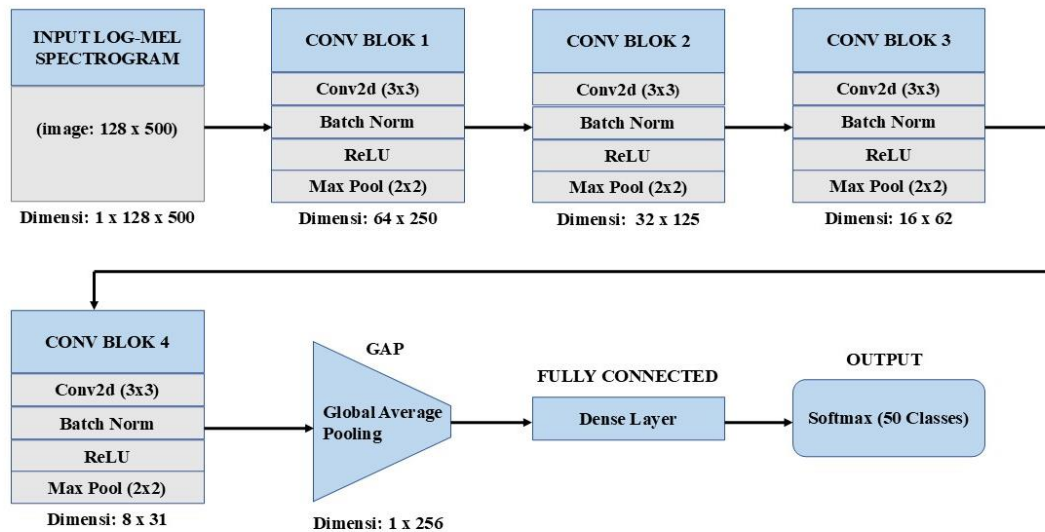 INPUT LOG-MEL
SPECTROGRAM
(image: 128 x 500)
Dimensi: 1 x 128 x 500
CONV BLOK 1
Conv2d (3x3)
Batch Norm
ReLU
Max Pool (2x2)
Dimensi: 64 x 250
CONV BLOK 2
Conv2d (3x3)
Batch Norm
ReLU
Max Pool (2x2)
Dimensi: 32 x 125
CONV BLOK 3
Conv2d (3x3)
Batch Norm
ReLU
Max Pool (2x2)
Dimensi: 16 x 62
CONV BLOK 4
Conv2d (3x3)
Batch Norm
ReLU
Max Pool (2x2)
Dimensi: 8 x 31
GAP
Global Average
Pooling
Dimensi: 1 x 256
FULLY CONNECTED
Dense Layer
OUTPUT
Softmax (50 Classes)